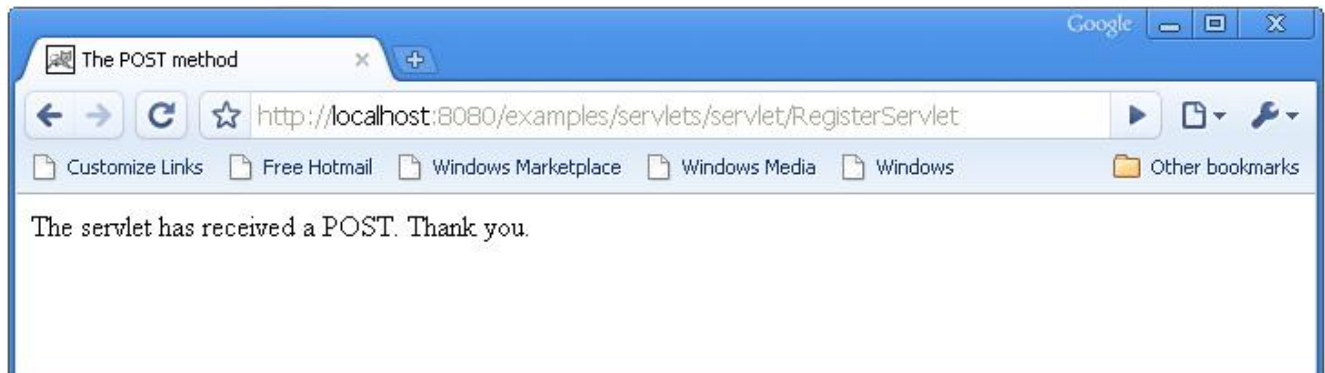 Google
The POST method
http://localhost:8080/examples/servlets/servlet/RegisterServlet
Customize Links Free Hotmail Windows Marketplace Windows Media Windows Other bookmarks
The servlet has received a POST. Thank you.